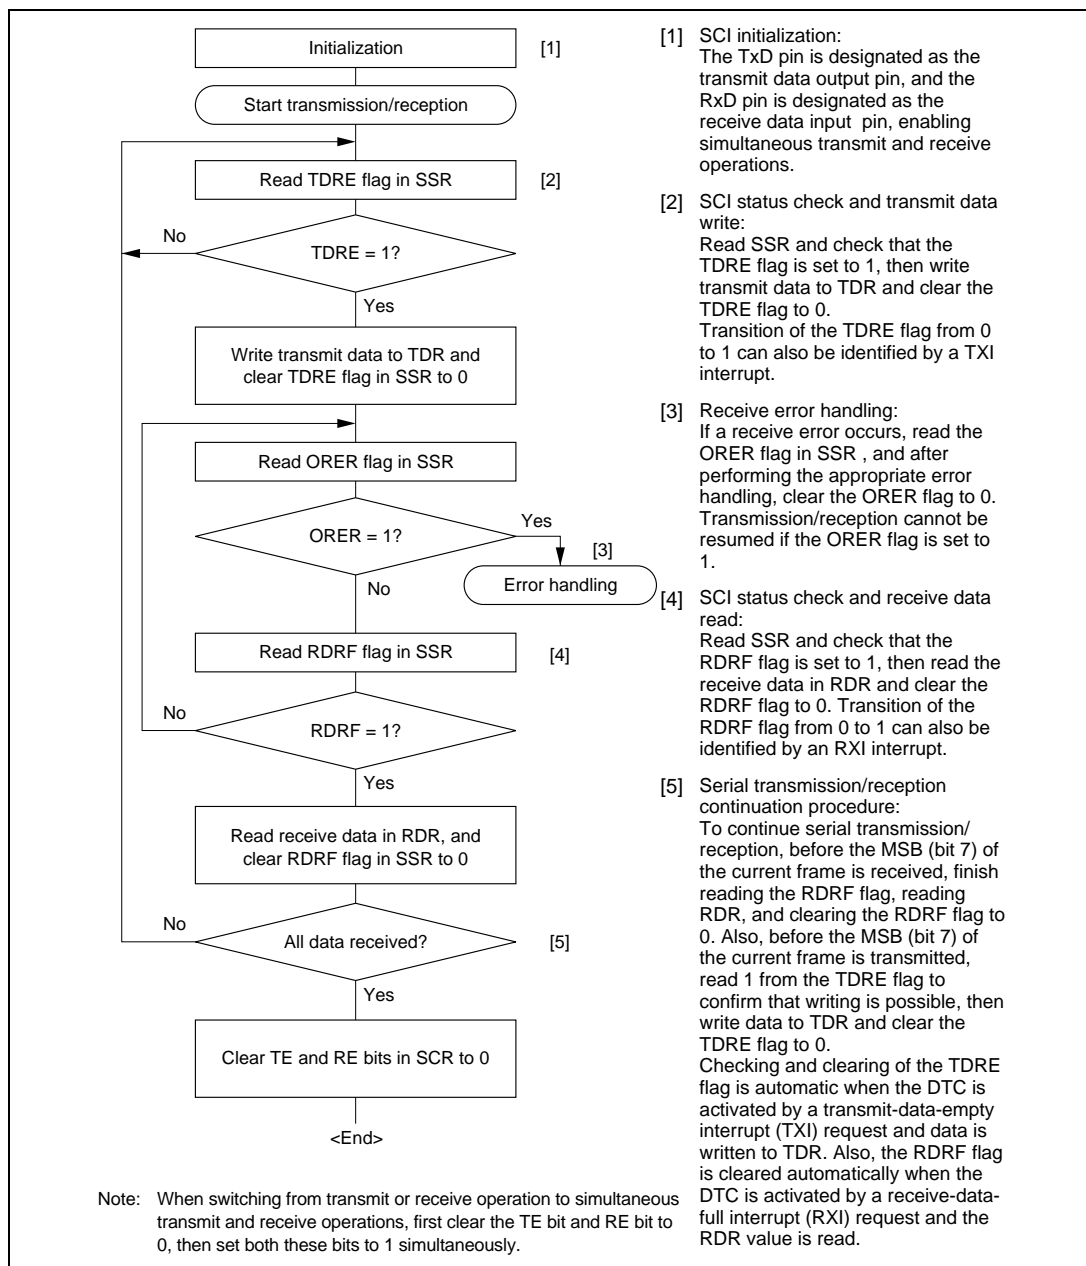 Initialization
[1]
Start transmission/reception
Read TDRE flag in SSR
[2]
No
TDRE = 1?
Yes
Write transmit data to TDR and
clear TDRE flag in SSR to 0
Read ORER flag in SSR
Yes
ORER = 1?
[3]
No
Error handling
Read RDRF flag in SSR
[4]
No
RDRF = 1?
Yes
Read receive data in RDR, and
clear RDRF flag in SSR to 0
No
All data received?
[5]
Yes
Clear TE and RE bits in SCR to 0
<End>
[1] SCI initialization:
The TxD pin is designated as the
transmit data output pin, and the
RxD pin is designated as the
receive data input pin, enabling
simultaneous transmit and receive
operations.
[2] SCI status check and transmit data
write:
Read SSR and check that the
TDRE flag is set to 1, then write
transmit data to TDR and clear the
TDRE flag to 0.
Transition of the TDRE flag from 0
to 1 can also be identified by a TXI
interrupt.
[3] Receive error handling:
If a receive error occurs, read the
ORER flag in SSR , and after
performing the appropriate error
handling, clear the ORER flag to 0.
Transmission/reception cannot be
resumed if the ORER flag is set to
1.
[4] SCI status check and receive data
read:
Read SSR and check that the
RDRF flag is set to 1, then read the
receive data in RDR and clear the
RDRF flag to 0. Transition of the
RDRF flag from 0 to 1 can also be
identified by an RXI interrupt.
[5] Serial transmission/reception
continuation procedure:
To continue serial transmission/
reception, before the MSB (bit 7) of
the current frame is received, finish
reading the RDRF flag, reading
RDR, and clearing the RDRF flag to
0. Also, before the MSB (bit 7) of
the current frame is transmitted,
read 1 from the TDRE flag to
confirm that writing is possible, then
write data to TDR and clear the
TDRE flag to 0.
Checking and clearing of the TDRE
flag is automatic when the DTC is
activated by a transmit-data-empty
interrupt (TXI) request and data is
written to TDR. Also, the RDRF flag
is cleared automatically when the
DTC is activated by a receive-data-
full interrupt (RXI) request and the
RDR value is read.
Note: When switching from transmit or receive operation to simultaneous
transmit and receive operations, first clear the TE bit and RE bit to
0, then set both these bits to 1 simultaneously.